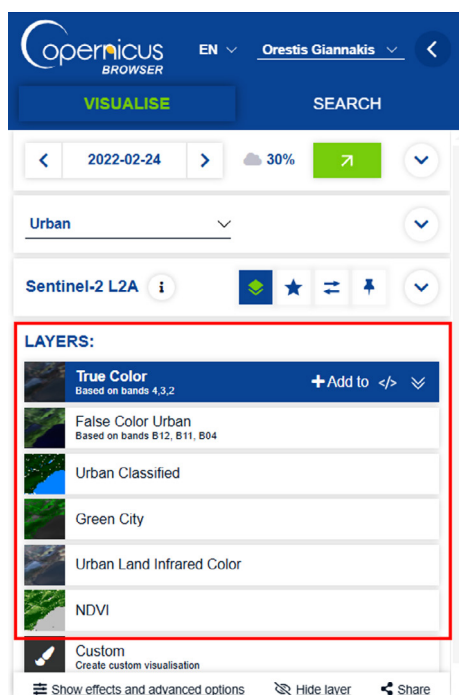 Copernicus
BROWSER
EN
Orestis Giannakis
VISUALISE
SEARCH
2022-02-24
30%
Urban
Sentinel-2 L2A i
LAYERS:
True Color
Based on bands 4,3,2
Add to </>
False Color Urban
Based on bands B12, B11, B04
Urban Classified
Green City
Urban Land Infrared Color
NDVI
Custom
Create custom visualisation
Show effects and advanced options
Hide layer
Share